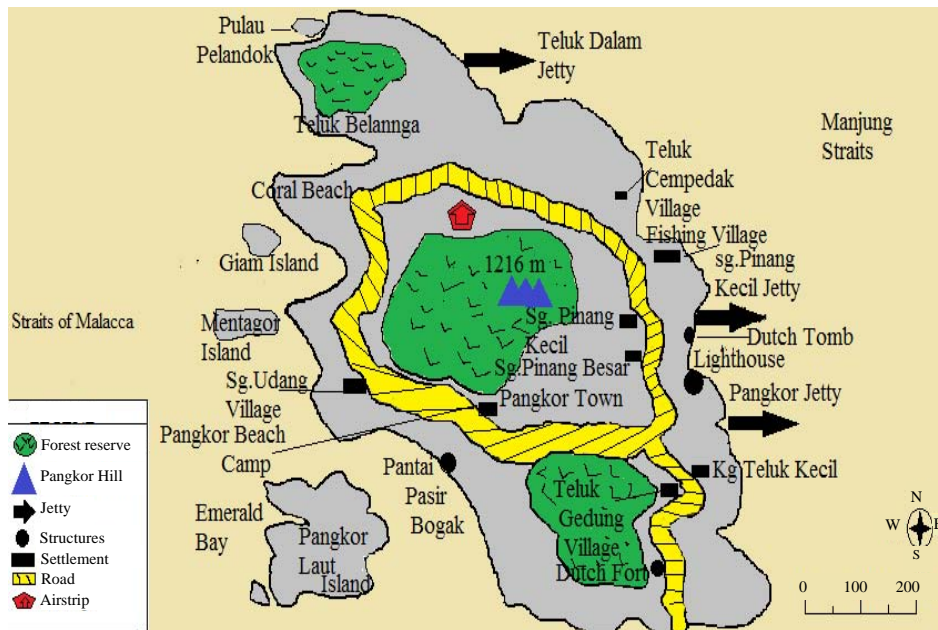 Pulau
Pelandok
Teluk Dalam
Jetty
Teluk Belannga
Manjung
Straits
Teluk
Cempedak
Village
Coral Beach
Fishing Village
sg.Pinang
Kecil Jetty
Giam Island
1216 m
Straits of Malacca
Mentagor
Island
Sg. Pinang
Kecil
Dutch Tomb
Lighthouse
Sg.Pinang Besar
Sg.Udang
Village
Pangkor Town
Pangkor Jetty
Pangkor Beach
Camp
Pantai
Pasir
Bogak
Kg Teluk Kecil
Teluk
Gedung
Village
Dutch Fort
Emerald
Bay
Pangkor
Laut
Island
Forest reserve
Pangkor Hill
Jetty
Structures
Settlement
Road
Airstrip
N
W E
S
0 100 200